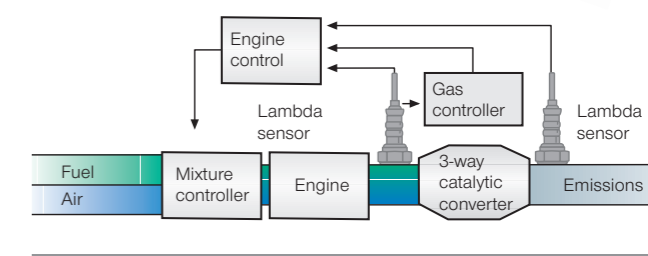 Engine
control
Gas
controller
Lambda
sensor
Lambda
sensor
Fuel
Air
Mixture
controller
Engine
3-way
catalytic
converter
Emissions